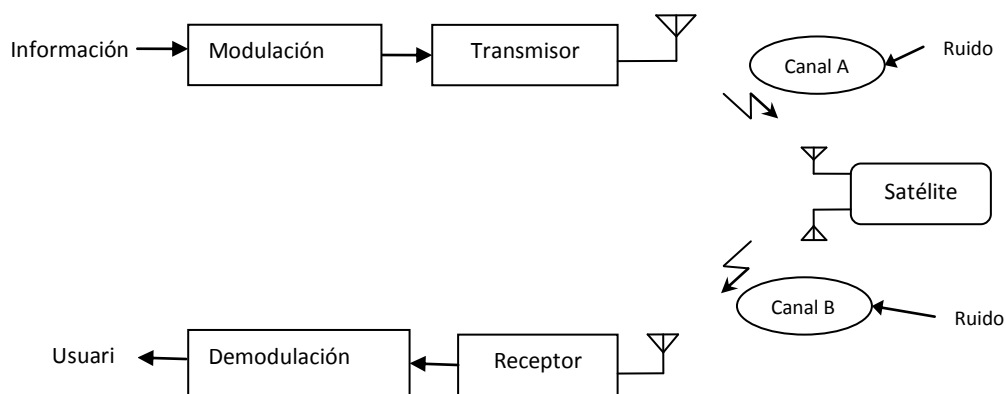 Información
Modulación
Transmisor
Canal A
Ruido
Satélite
Canal B
Ruido
Usuari
Demodulación
Receptor